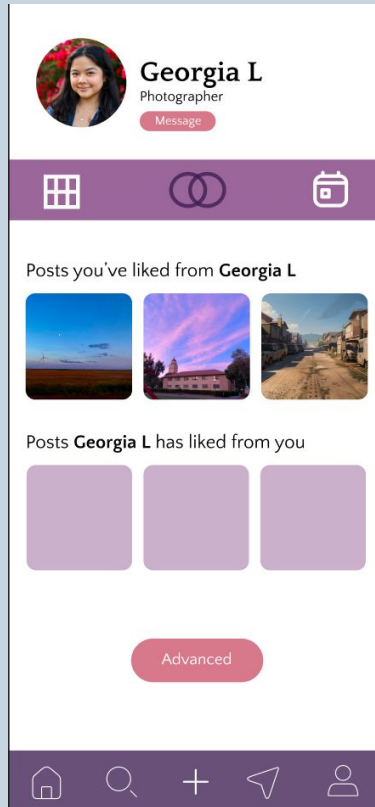 Georgia L
Photographer
Message
Posts you've liked from Georgia L
Posts Georgia L has liked from you
Advanced